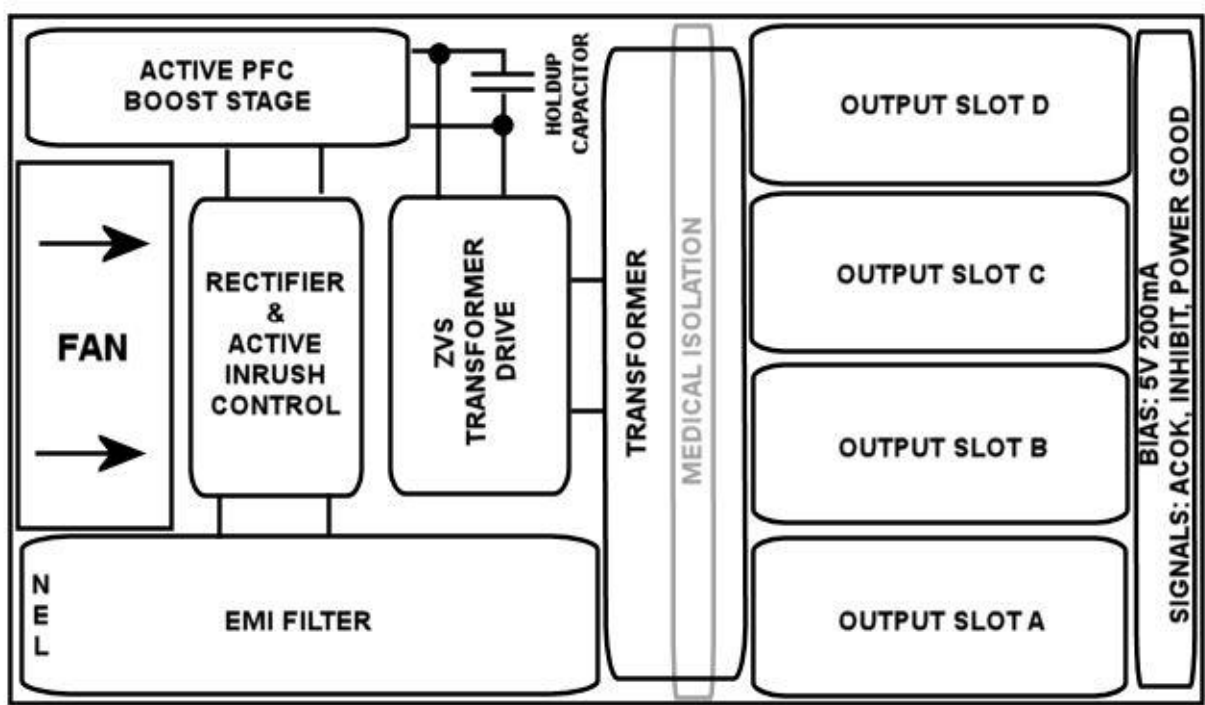 ACTIVE PFC
BOOST STAGE
HOLDUP
CAPACITOR
FAN
RECTIFIER
&
ACTIVE
INRUSH
CONTROL
ZVS
TRANSFORMER
DRIVE
N
E
L
EMI FILTER
TRANSFORMER
MEDICAL ISOLATION
OUTPUT SLOT D
OUTPUT SLOT C
OUTPUT SLOT B
OUTPUT SLOT A
BIAS: 5V 200mA
SIGNALS: ACOK, INHIBIT, POWER GOOD